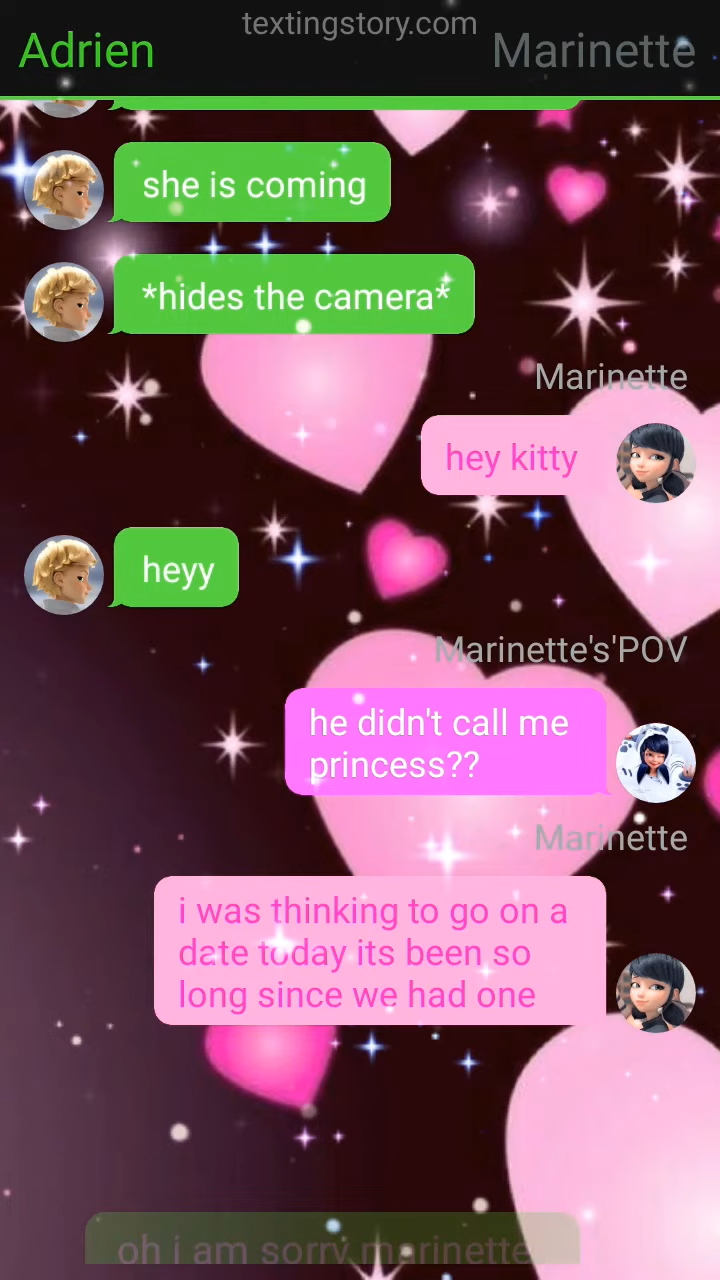 textingstory.com
Adrien
Marinette
she is coming
*hides the camera*
Marinette
hey kitty
heyy
Marinette's'POV
he didn't call me
princess??
Marinette
i was thinking to go on a
date today its been so
long since we had one
oh i am sorry marinette